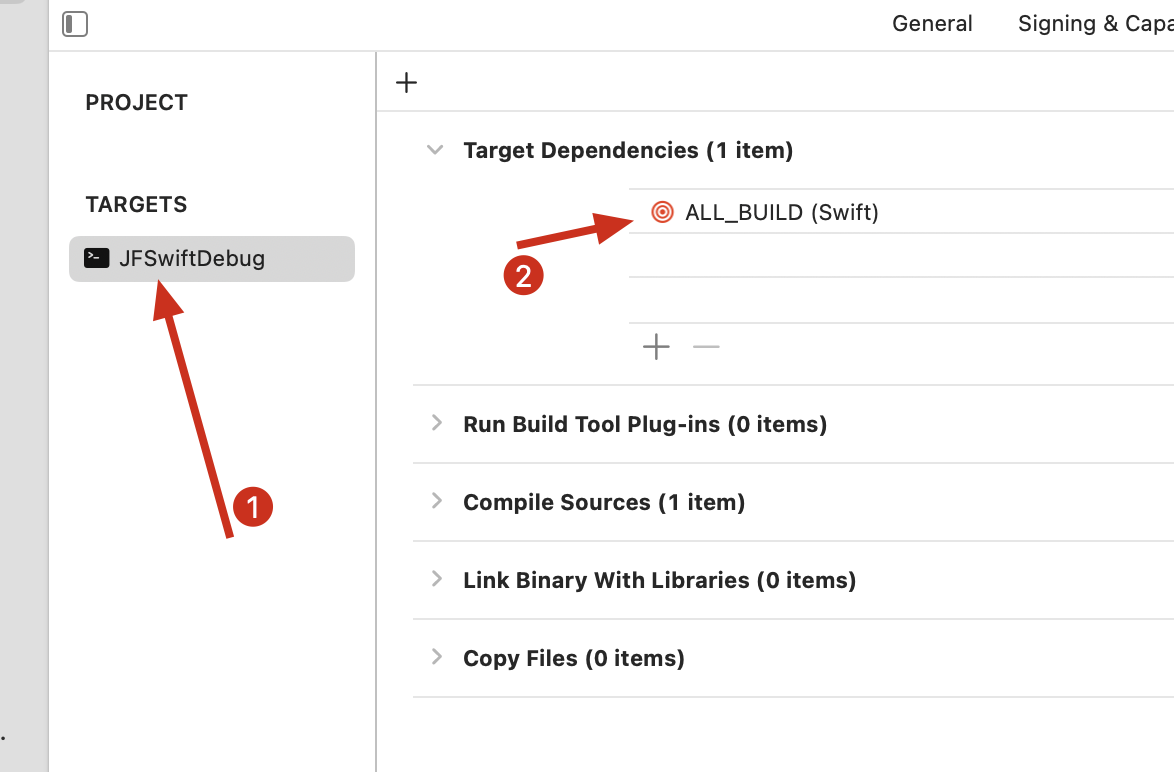 General Signing & Capa
PROJECT
Target Dependencies (1 item)
TARGETS
ALL_BUILD (Swift)
JFSwiftDebug
2
Run Build Tool Plug-ins (0 items)
1
Compile Sources (1 item)
Link Binary With Libraries (0 items)
Copy Files (0 items)